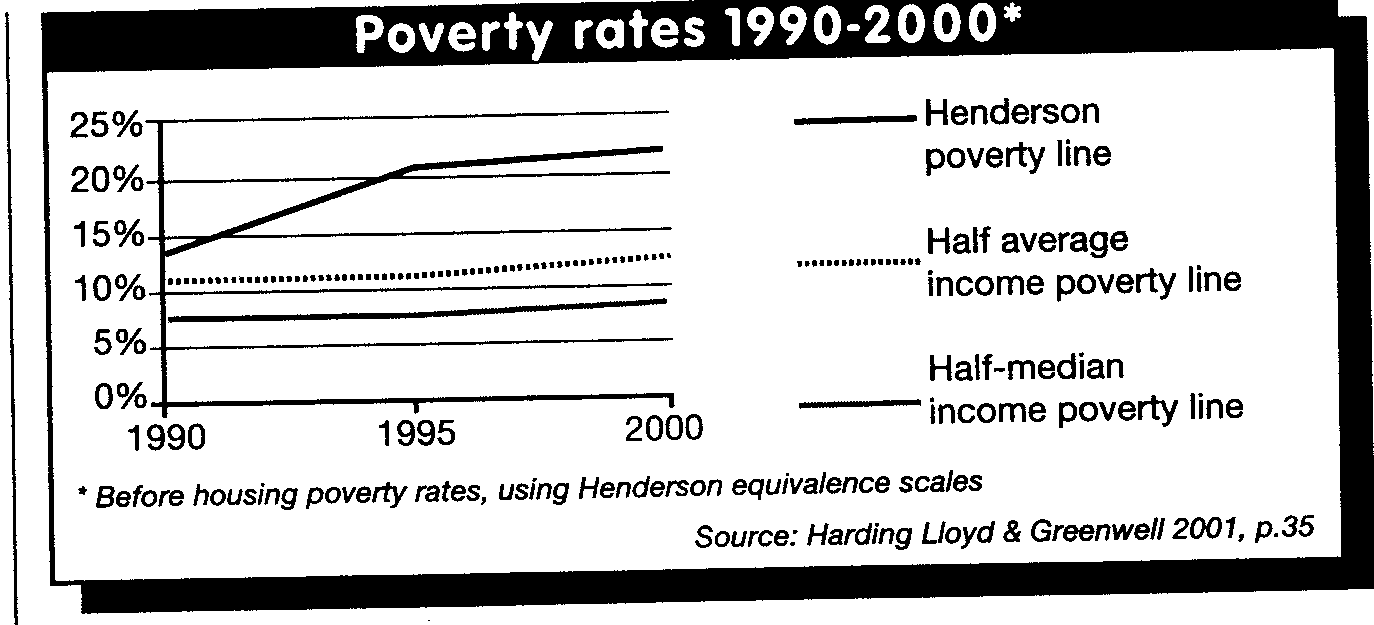 Poverty rates 1990-2000*
25%
20%
15%
10%
5%
0%
1990 1995 2000
Henderson
poverty line
Half average
income poverty line
Half-median
income poverty line
* Before housing poverty rates, using Henderson equivalence scales
Source: Harding Lloyd & Greenwell 2001, p.35